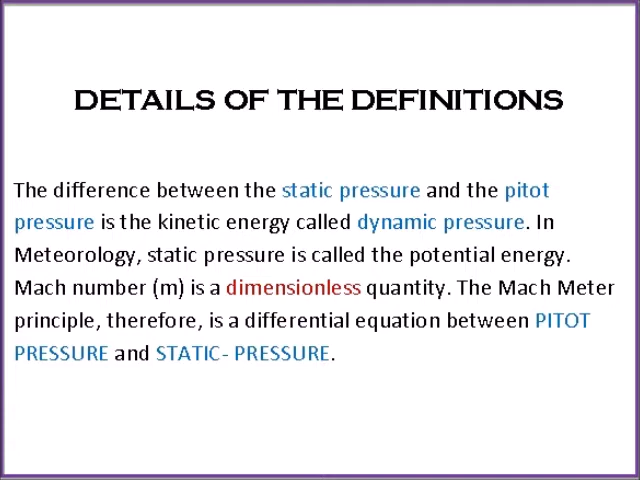 DETAILS OF THE DEFINITIONS
The difference between the static pressure and the pitot
pressure is the kinetic energy called dynamic pressure. In
Meteorology, static pressure is called the potential energy.
Mach number (m) is a dimensionless quantity. The Mach Meter
principle, therefore, is a differential equation between PITOT
PRESSURE and STATIC- PRESSURE.